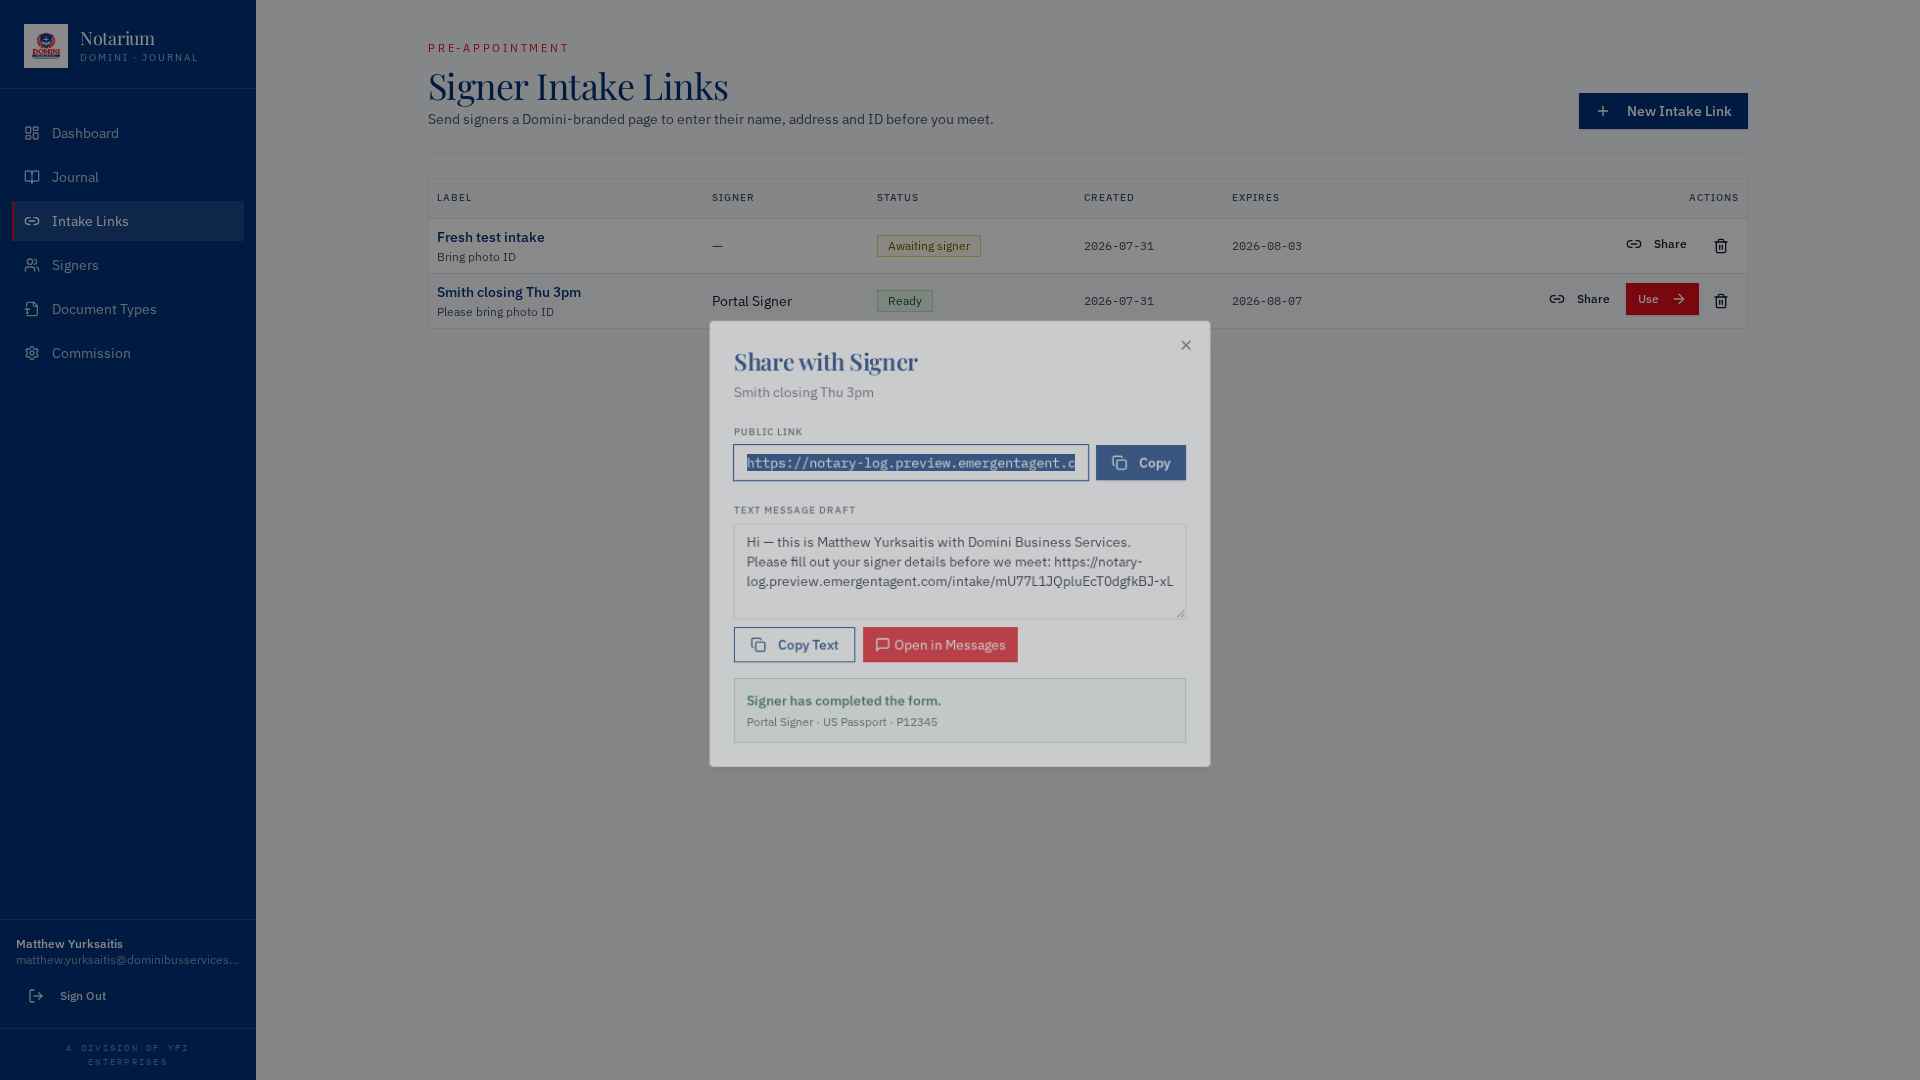 Notarium
DOMINI · JOURNAL
Dashboard
Journal
Intake Links
Signers
Document Types
Commission
Matthew Yurksaitis
matthew.yurksaitis@dominibusservices...
Sign Out
A DIVISION OF YPI
ENTERPRISES
PRE-APPOINTMENT
Signer Intake Links
Send signers a Domini-branded page to enter their name, address and ID before you meet.
New Intake Link
LABEL SIGNER STATUS CREATED EXPIRES ACTIONS
Fresh test intake
Bring photo ID
— Awaiting signer 2026-07-31 2026-08-03 Share
Smith closing Thu 3pm
Please bring photo ID
Portal Signer Ready 2026-07-31 2026-08-07 Share Use
Share with Signer
Smith closing Thu 3pm
PUBLIC LINK
https://notary-log.preview.emergentagent.c
Copy
TEXT MESSAGE DRAFT
Hi — this is Matthew Yurksaitis with Domini Business Services.
Please fill out your signer details before we meet: https://notary-
log.preview.emergentagent.com/intake/mU77L1JQpluEcT0dgfkBJ-xL
Copy Text
Open in Messages
Signer has completed the form.
Portal Signer · US Passport · P12345